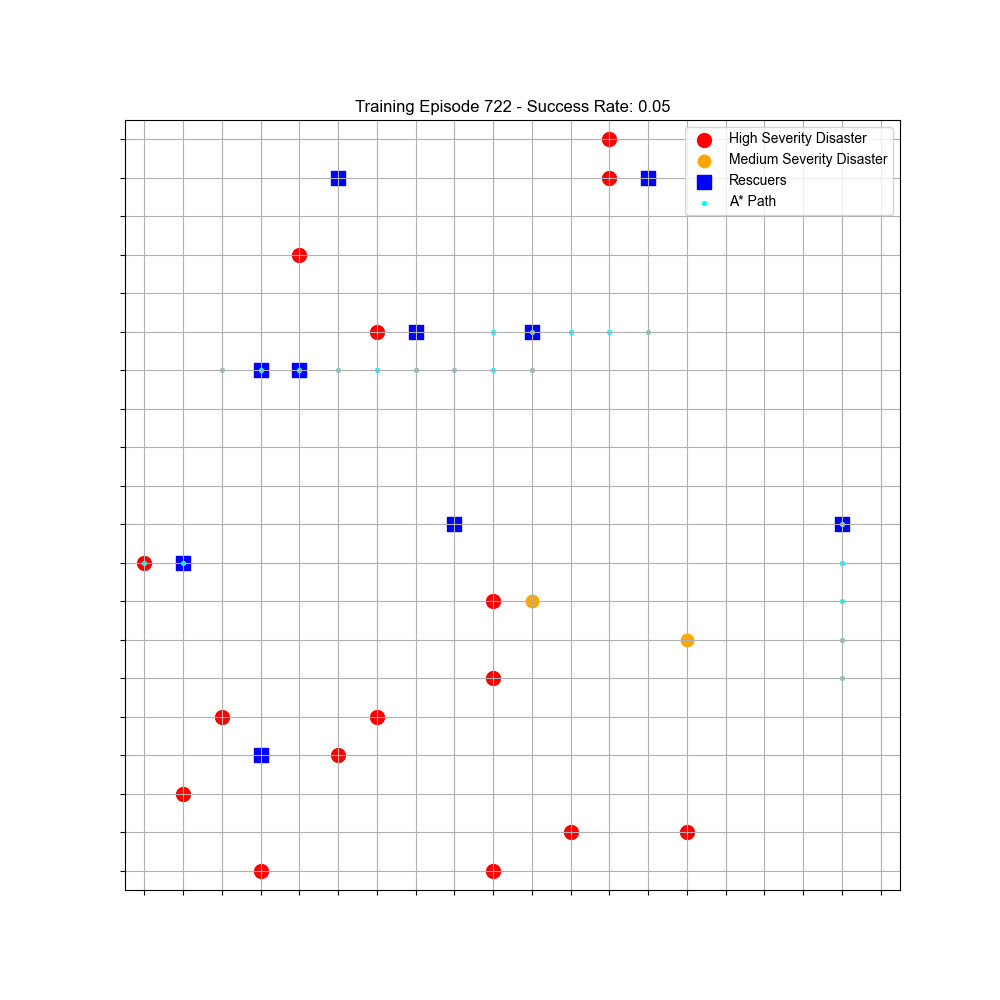 Training Episode 722 - Success Rate: 0.05
High Severity Disaster
Medium Severity Disaster
Rescuers
A* Path